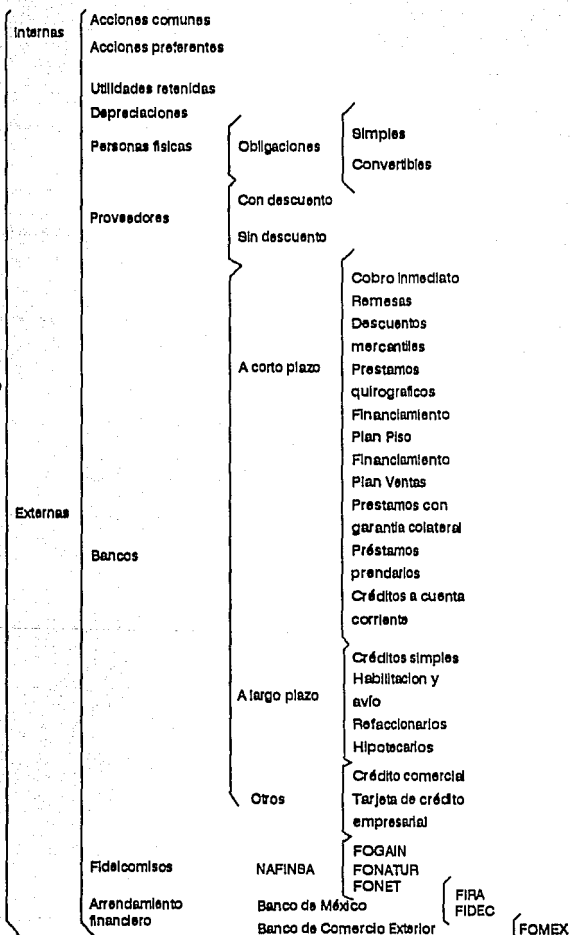 Internas
Acciones comunes
Acciones preferentes
Utilidades retenidas
Depreciaciones
Personas fisicas
Obligaciones
Simples
Convertibles
Proveedores
Con descuento
Sin descuento
Externas
Bancos
A corto plazo
Cobro inmediato
Remesas
Descuentos
mercantiles
Prestamos
quirograficos
Financiamiento
Plan Piso
Financiamiento
Plan Ventas
Prestamos con
garantia colateral
Préstamos
prendarios
Créditos a cuenta
corriente
A largo plazo
Créditos simples
Habilitacion y
avío
Refaccionarios
Hipotecarios
Otros
Crédito comercial
Tarjeta de crédito
empresarial
Fideicomisos
NAFINSA
FOGAIN
FONATUR
FONET
Arrendamiento
financiero
Banco de México
FIRA
FIDEC
Banco de Comercio Exterior
FOMEX